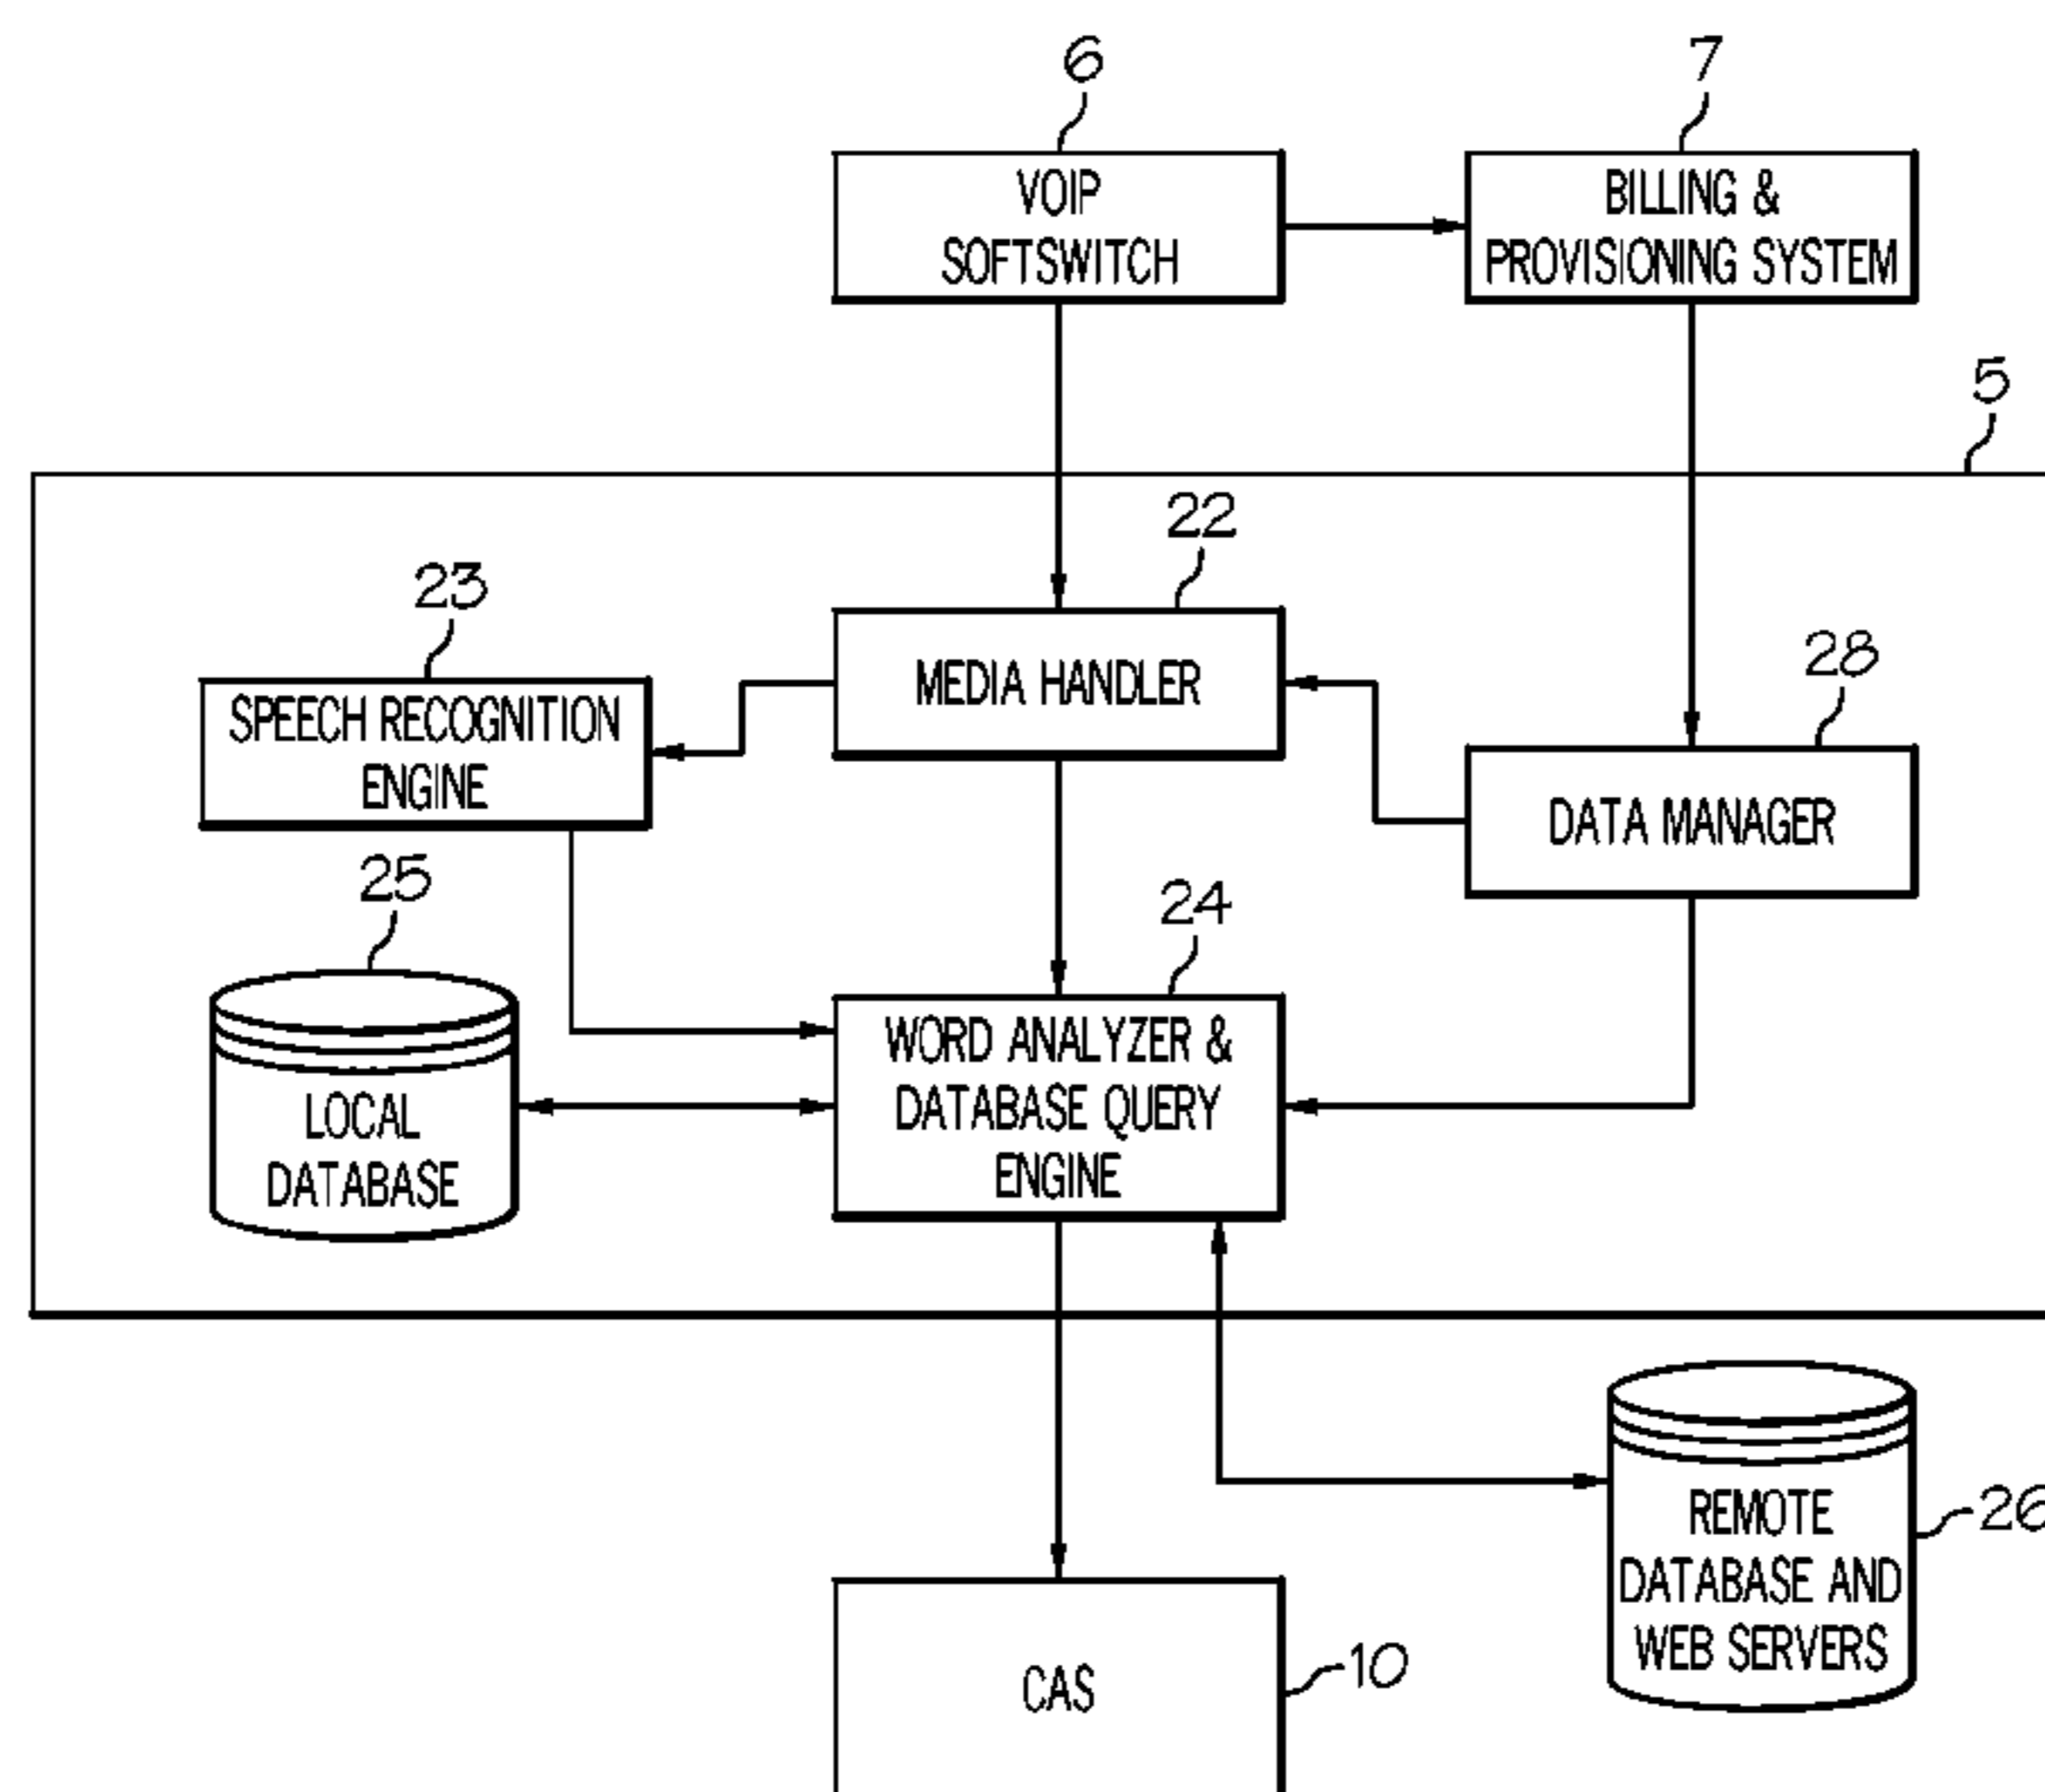 6
7
VOIP
SOFTSWITCH
BILLING &
PROVISIONING SYSTEM
5
22
23
MEDIA HANDLER
28
SPEECH RECOGNITION
ENGINE
DATA MANAGER
25
24
WORD ANALYZER &
DATABASE QUERY
ENGINE
LOCAL
DATABASE
REMOTE
DATABASE AND
WEB SERVERS
26
CAS
10